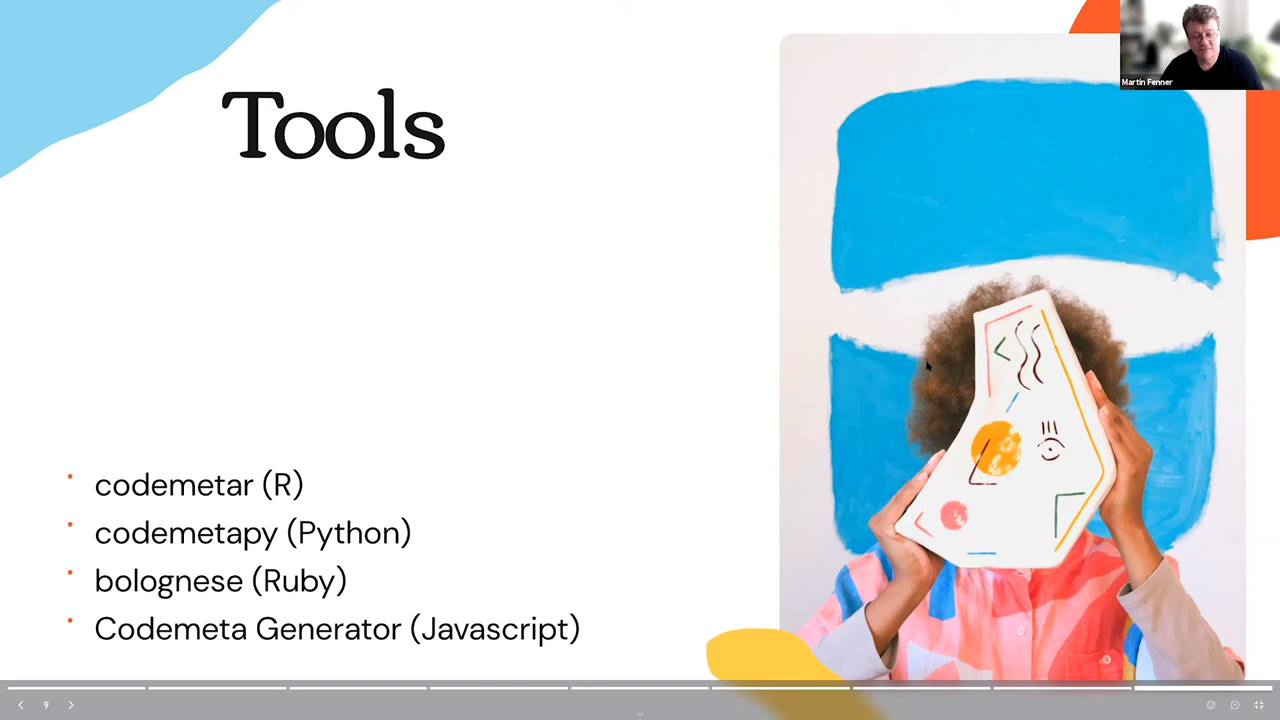 Tools
Martin Fenner
codemetar (R)
codemetapy (Python)
bolognese (Ruby)
Codemeta Generator (Javascript)
9